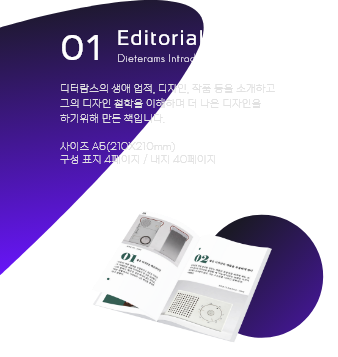 01 Editorial
Dieterams Introd
디터람스의 생애 업적, 디자인, 작품 등을 소개하고
그의 디자인 철학을 이해하며 더 나은 디자인을
하기위해 만든 책입니다.
사이즈 A5(210X210mm)
구성 표지 4페이지 / 내지 40페이지
01
02